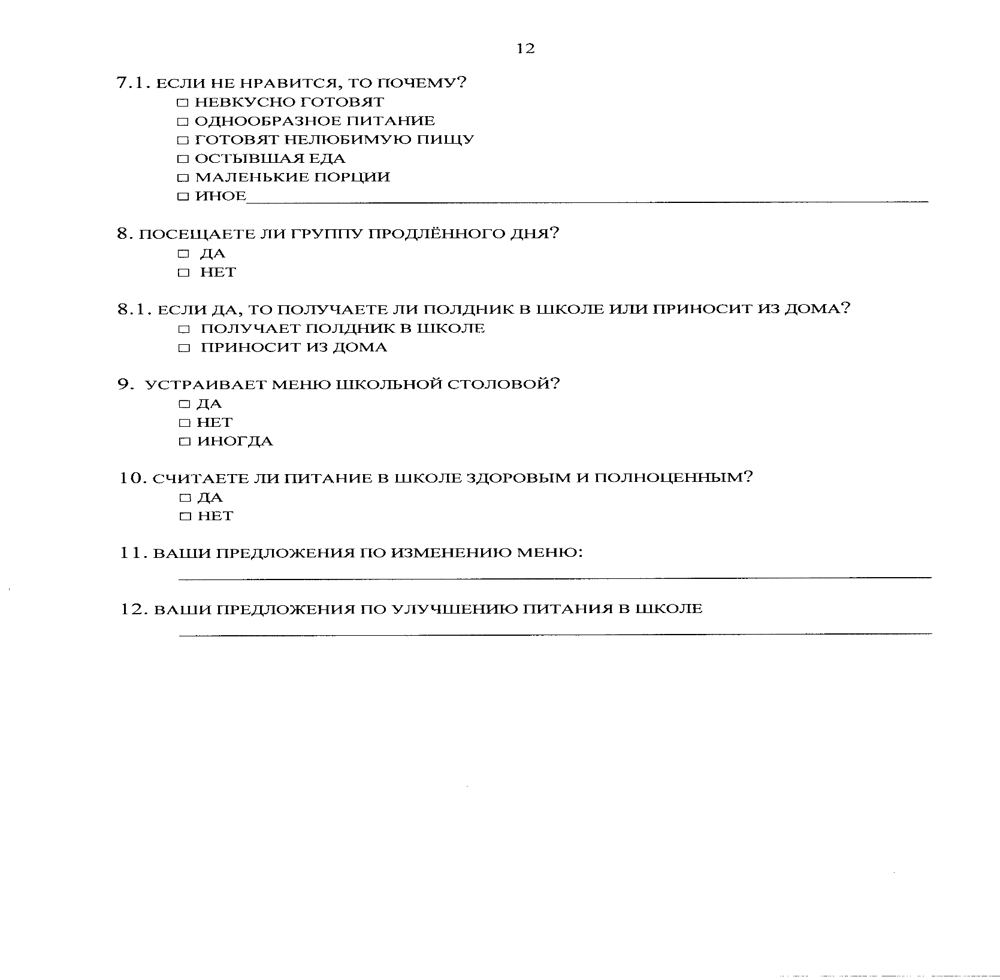 12
7.1. ЕСЛИ НЕ НРАВИТСЯ, ТО ПОЧЕМУ?
□ НЕВКУСНО ГОТОВЯТ
□ ОДНООБРАЗНОЕ ПИТАНИЕ
□ ГОТОВЯТ НЕЛЮБИМУЮ ПИЩУ
□ ОСТЫВШАЯ ЕДА
□ МАЛЕНЬКИЕ ПОРЦИИ
□ ИНОЕ
8. ПОСЕЩАЕТЕ ЛИ ГРУППУ ПРОДЛЁННОГО ДНЯ?
□ ДА
□ НЕТ
8.1. ЕСЛИ ДА, ТО ПОЛУЧАЕТЕ ЛИ ПОЛДНИК В ШКОЛЕ ИЛИ ПРИНОСИТ ИЗ ДОМА?
□ ПОЛУЧАЕТ ПОЛДНИК В ШКОЛЕ
□ ПРИНОСИТ ИЗ ДОМА
9. УСТРАИВАЕТ МЕНЮ ШКОЛЬНОЙ СТОЛОВОЙ?
□ ДА
□ НЕТ
□ ИНОГДА
10. СЧИТАЕТЕ ЛИ ПИТАНИЕ В ШКОЛЕ ЗДОРОВЫМ И ПОЛНОЦЕННЫМ?
□ ДА
□ НЕТ
11. ВАШИ ПРЕДЛОЖЕНИЯ ПО ИЗМЕНЕНИЮ МЕНЮ:
12. ВАШИ ПРЕДЛОЖЕНИЯ ПО УЛУЧШЕНИЮ ПИТАНИЯ В ШКОЛЕ